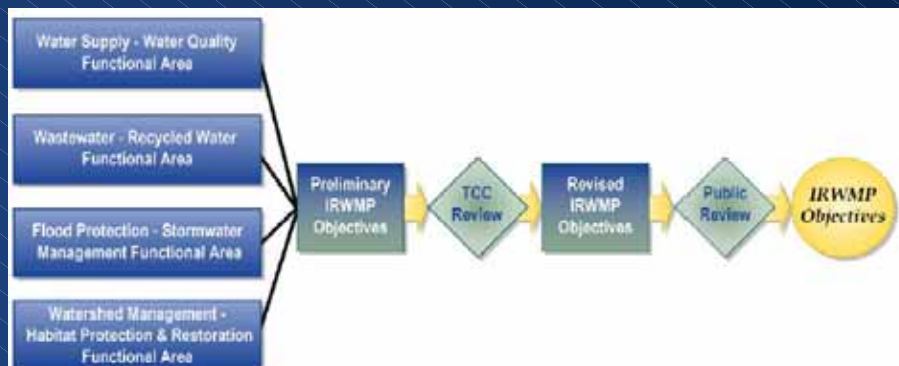 Water Supply - Water Quality
Functional Area
Wastewater - Recycled Water
Functional Area
Flood Protection - Stormwater
Management Functional Area
Watershed Management -
Habitat Protection & Restoration
Functional Area
Preliminary
IRWMP
Objectives
TCC
Review
Revised
IRWMP
Objectives
Public
Review
IRWMP
Objectives